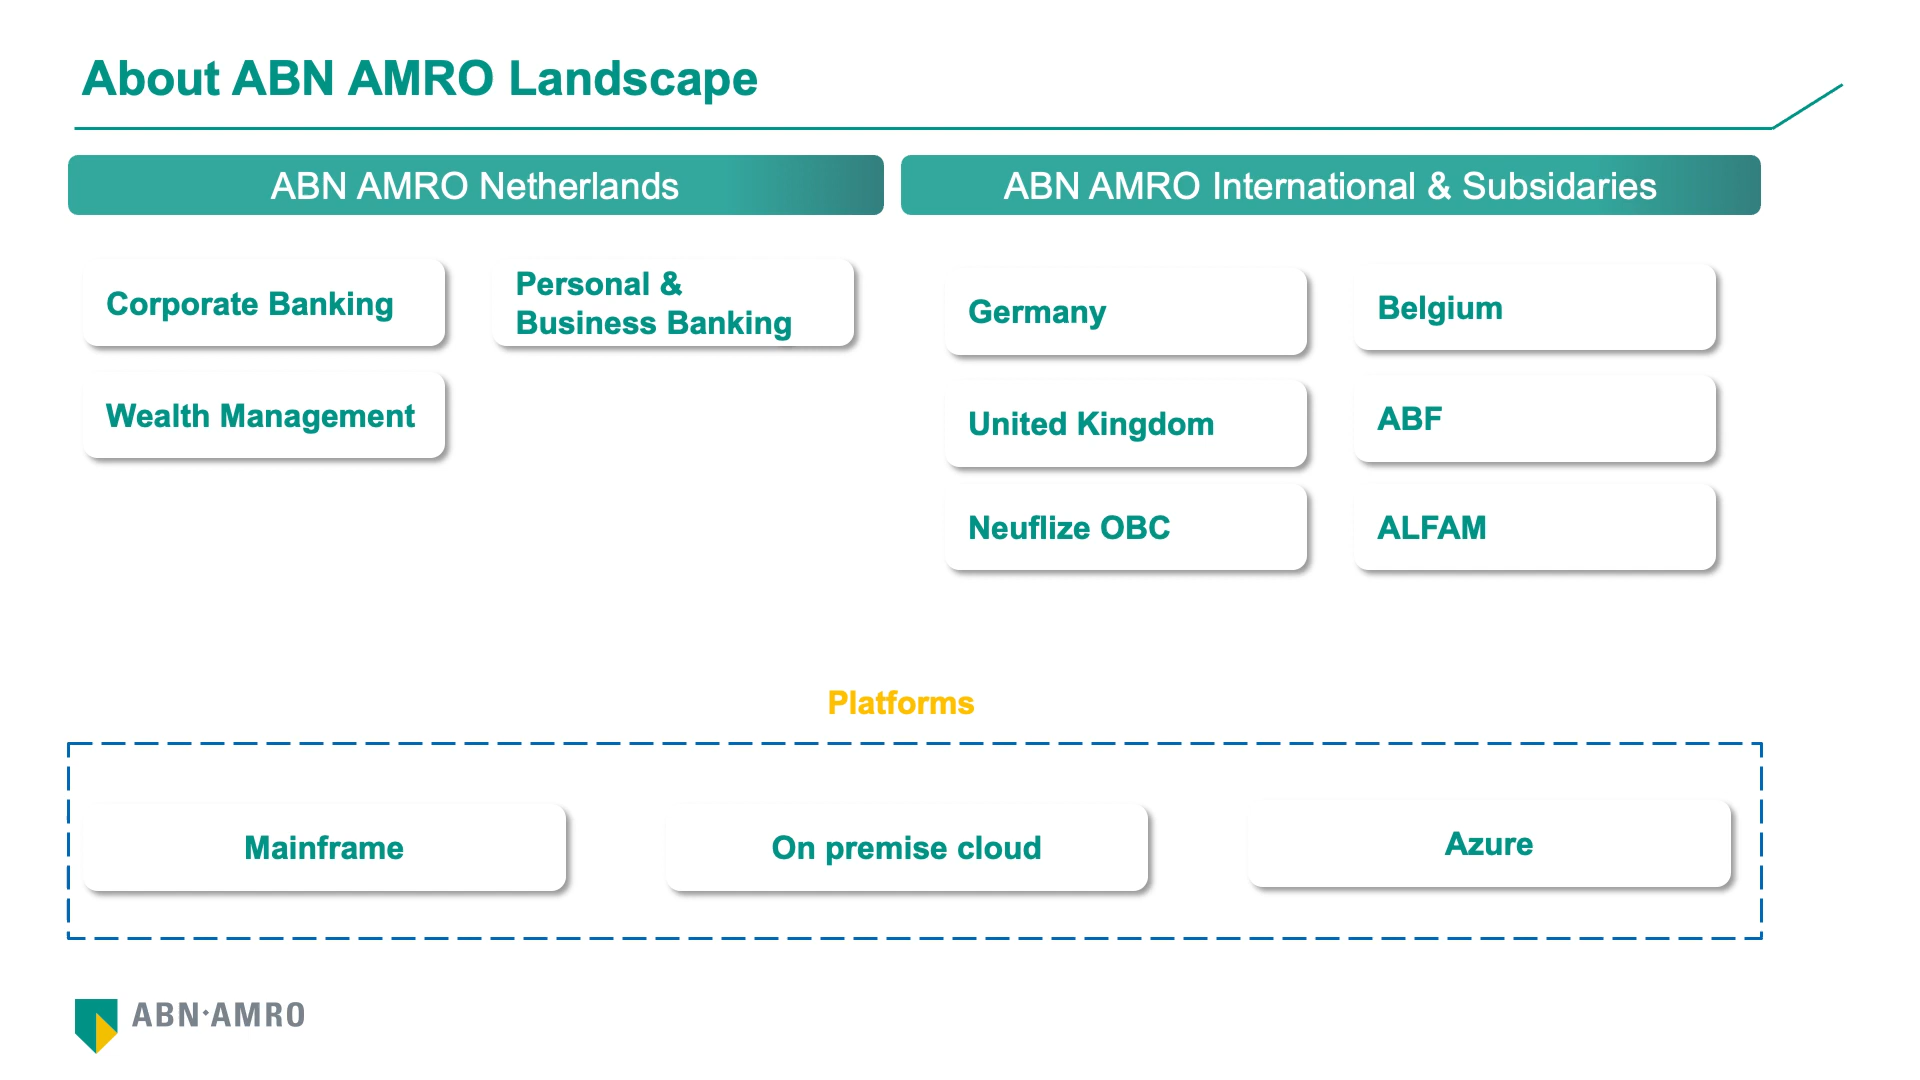 About ABN AMRO Landscape
ABN AMRO Netherlands
Corporate Banking
Personal &
Business Banking
Wealth Management
ABN AMRO International & Subsidaries
Germany
Belgium
United Kingdom
ABF
Neuflize OBC
ALFAM
Platforms
Mainframe
On premise cloud
Azure
ABN·AMRO